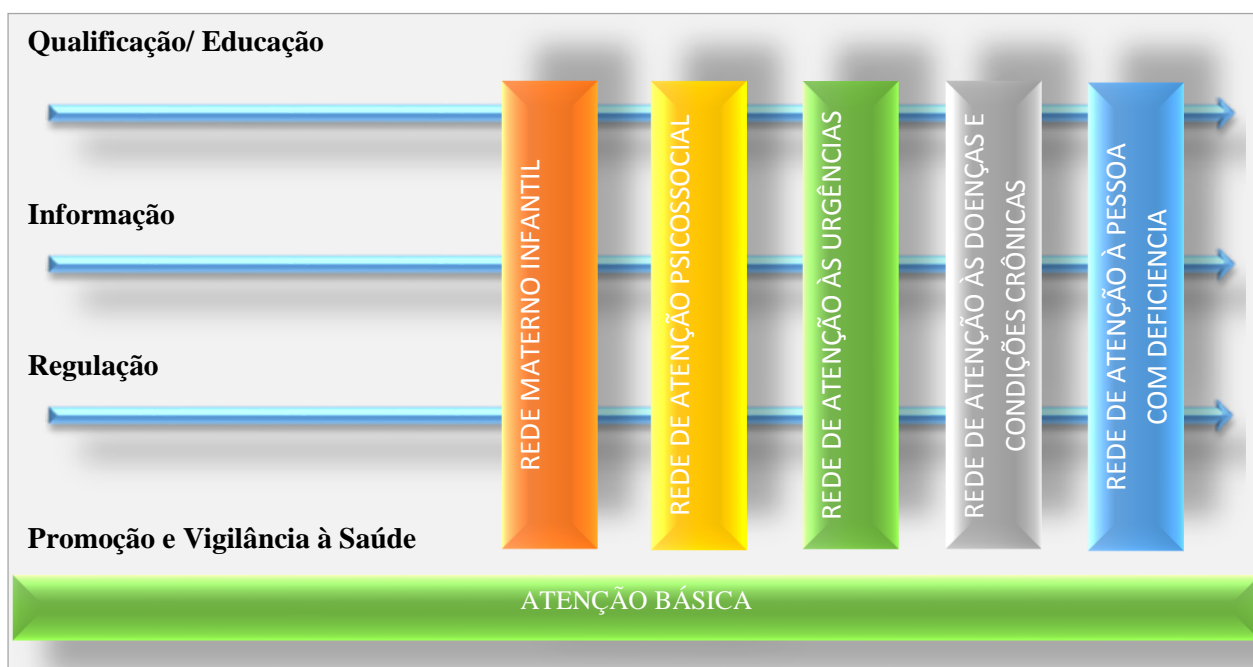 Qualificação/ Educação
Informação
Regulação
Promoção e Vigilância à Saúde
REDE MATERNO INFANTIL
REDE DE ATENÇÃO PSICOSSOCIAL
REDE DE ATENÇÃO ÀS URGÊNCIAS
REDE DE ATENÇÃO ÀS DOENÇAS E
CONDIÇÕES CRÔNICAS
REDE DE ATENÇÃO À PESSOA
COM DEFICIENCIA
ATENÇÃO BÁSICA